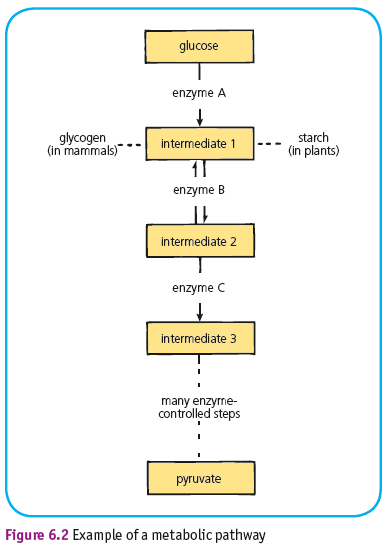 glucose
enzyme A
glycogen
(in mammals)
intermediate 1
starch
(in plants)
enzyme B
intermediate 2
enzyme C
intermediate 3
many enzyme-
controlled steps
pyruvate
Figure 6.2 Example of a metabolic pathway